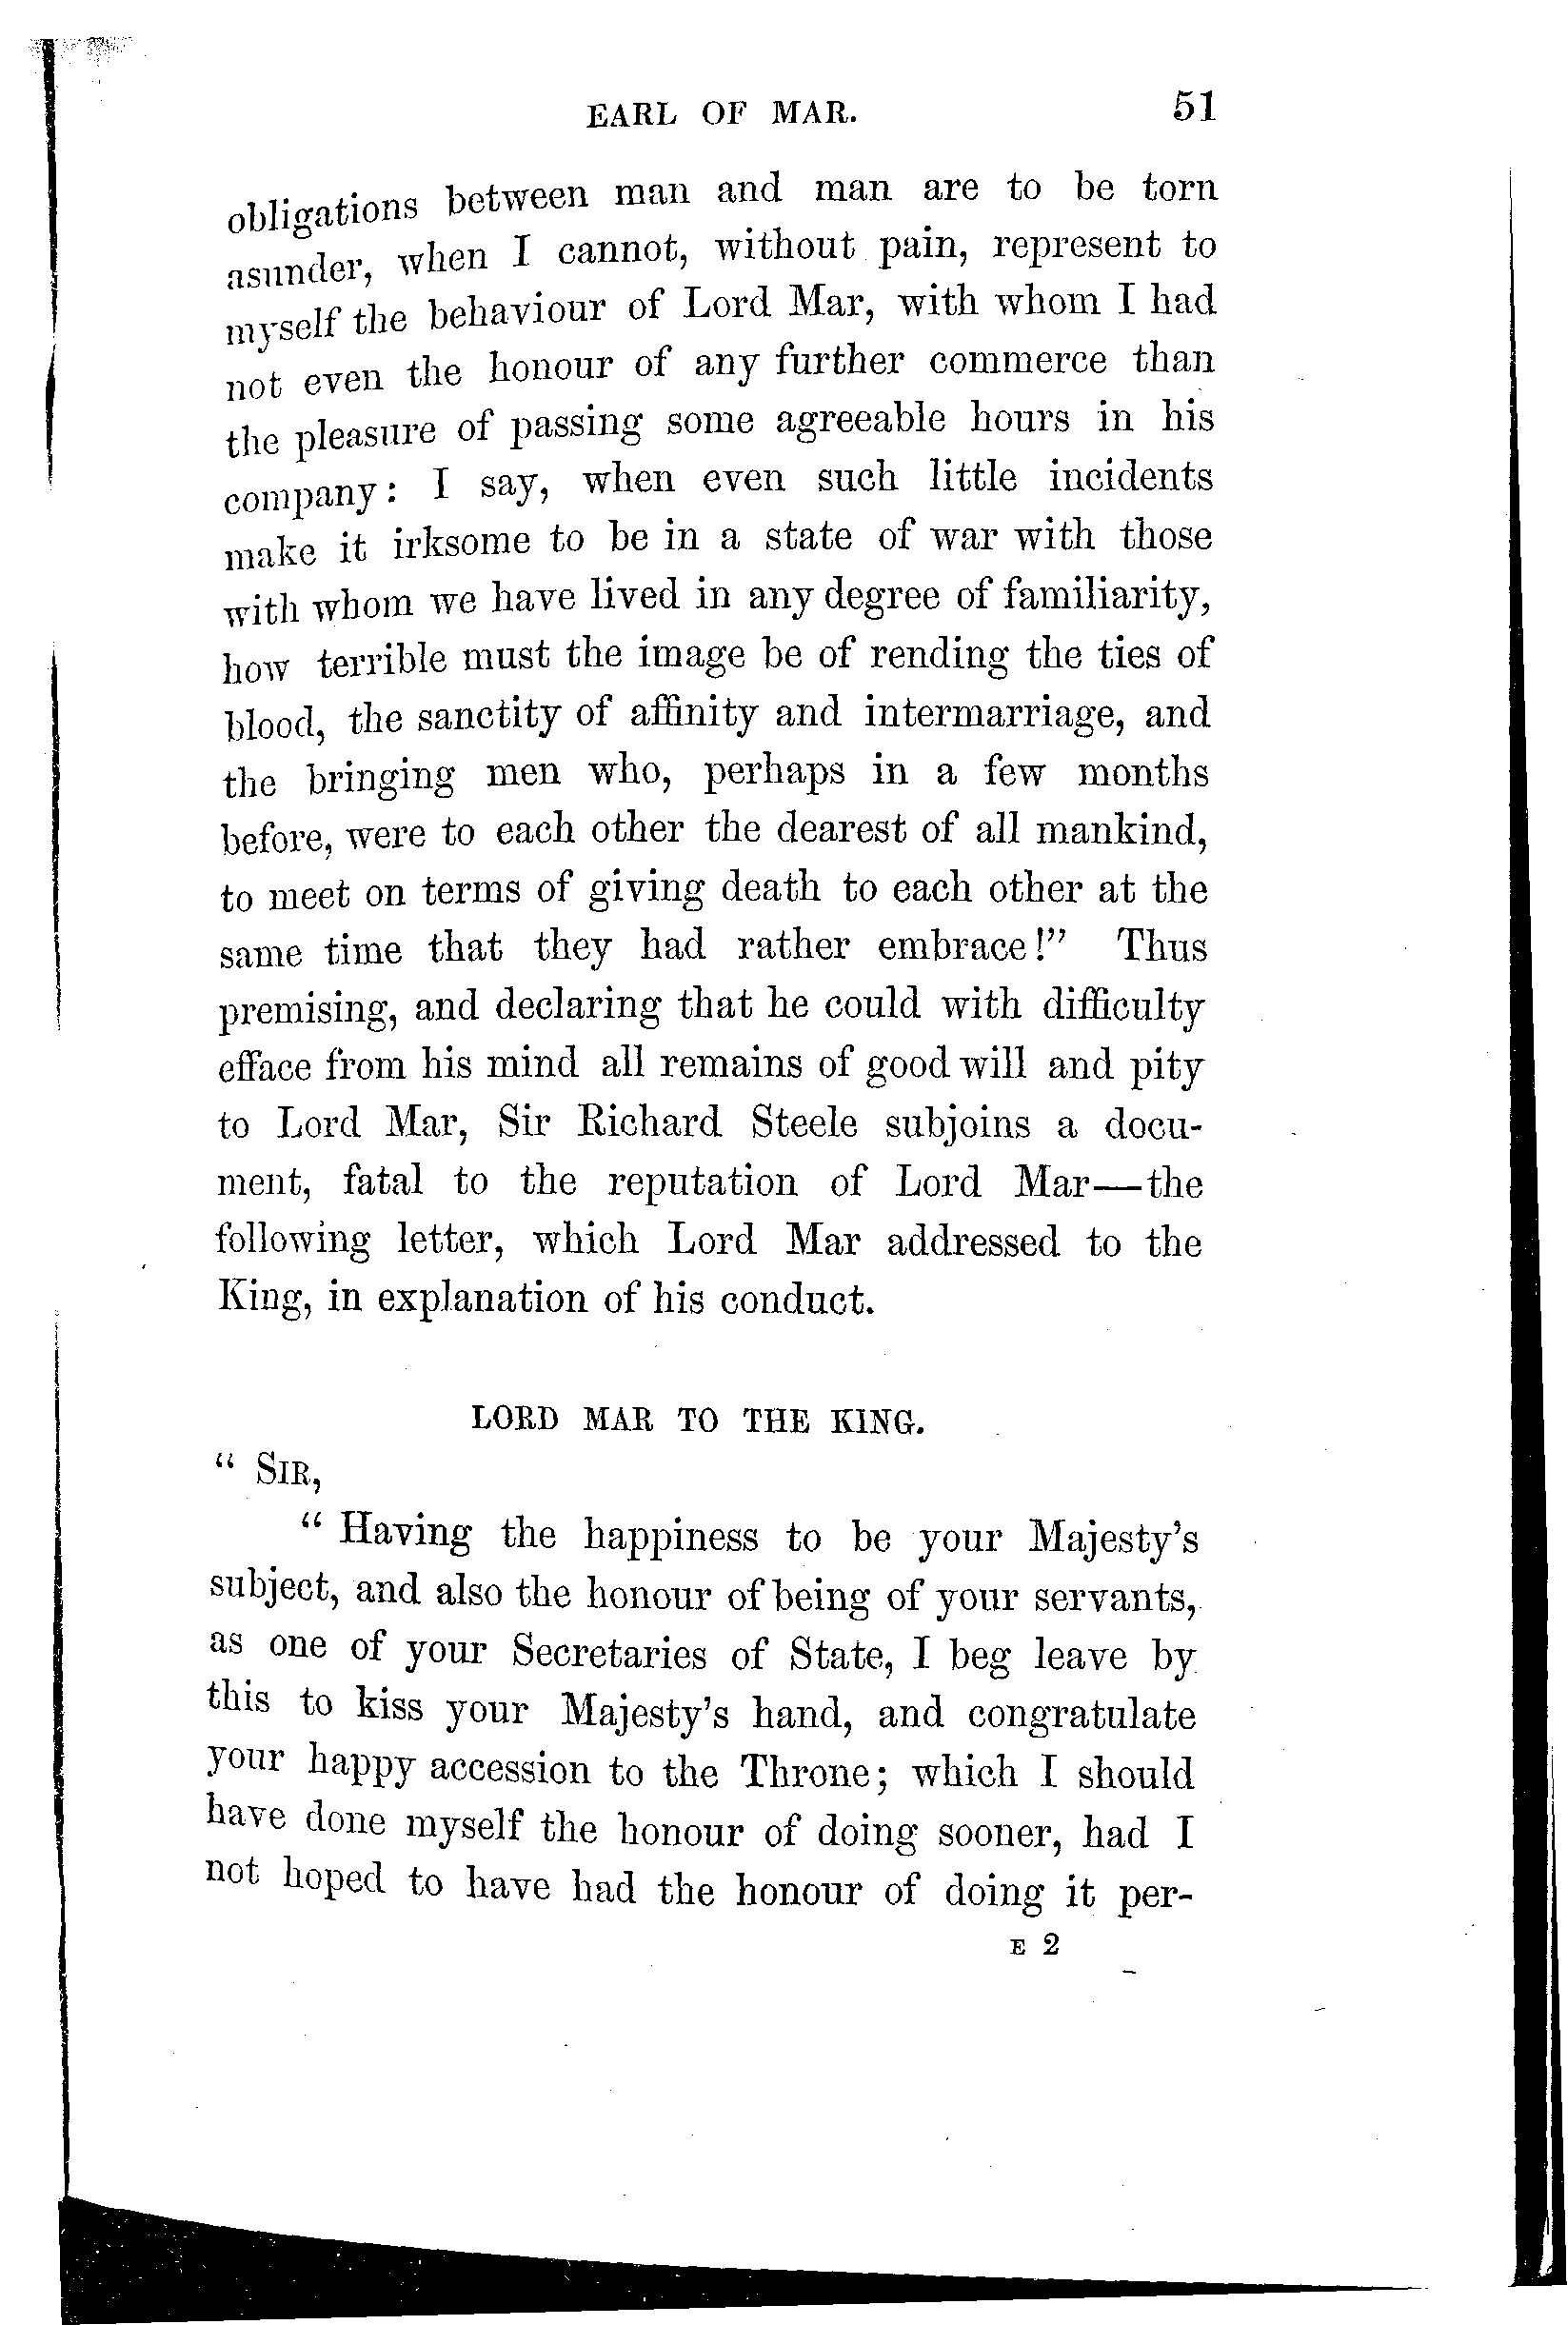 EARL OF MAR. 51
obligations between man and man are to be torn
asunder, when I cannot, without pain, represent to
myself the behaviour of Lord Mar, with whom I had
not even the honour of any further commerce than
the pleasure of passing some agreeable hours in his
company: I say, when even such little incidents
make it irksome to be in a state of war with those
with whom we have lived in any degree of familiarity,
how terrible must the image be of rending the ties of
blood, the sanctity of affinity and intermarriage, and
the bringing men who, perhaps in a few months
before, were to each other the dearest of all mankind,
to meet on terms of giving death to each other at the
same time that they had rather embrace!” Thus
premising, and declaring that he could with difficulty
efface from his mind all remains of good will and pity
to Lord Mar, Sir Richard Steele subjoins a docu-
ment, fatal to the reputation of Lord Mar—the
following letter, which Lord Mar addressed to the
King, in explanation of his conduct.
LORD MAR TO THE KING.
“ SIR,
“ Having the happiness to be your Majesty's
subject, and also the honour of being of your servants,
as one of your Secretaries of State, I beg leave by
this to kiss your Majesty's hand, and congratulate
your happy accession to the Throne; which I should
have done myself the honour of doing sooner, had I
not hoped to have had the honour of doing it per-
E 2